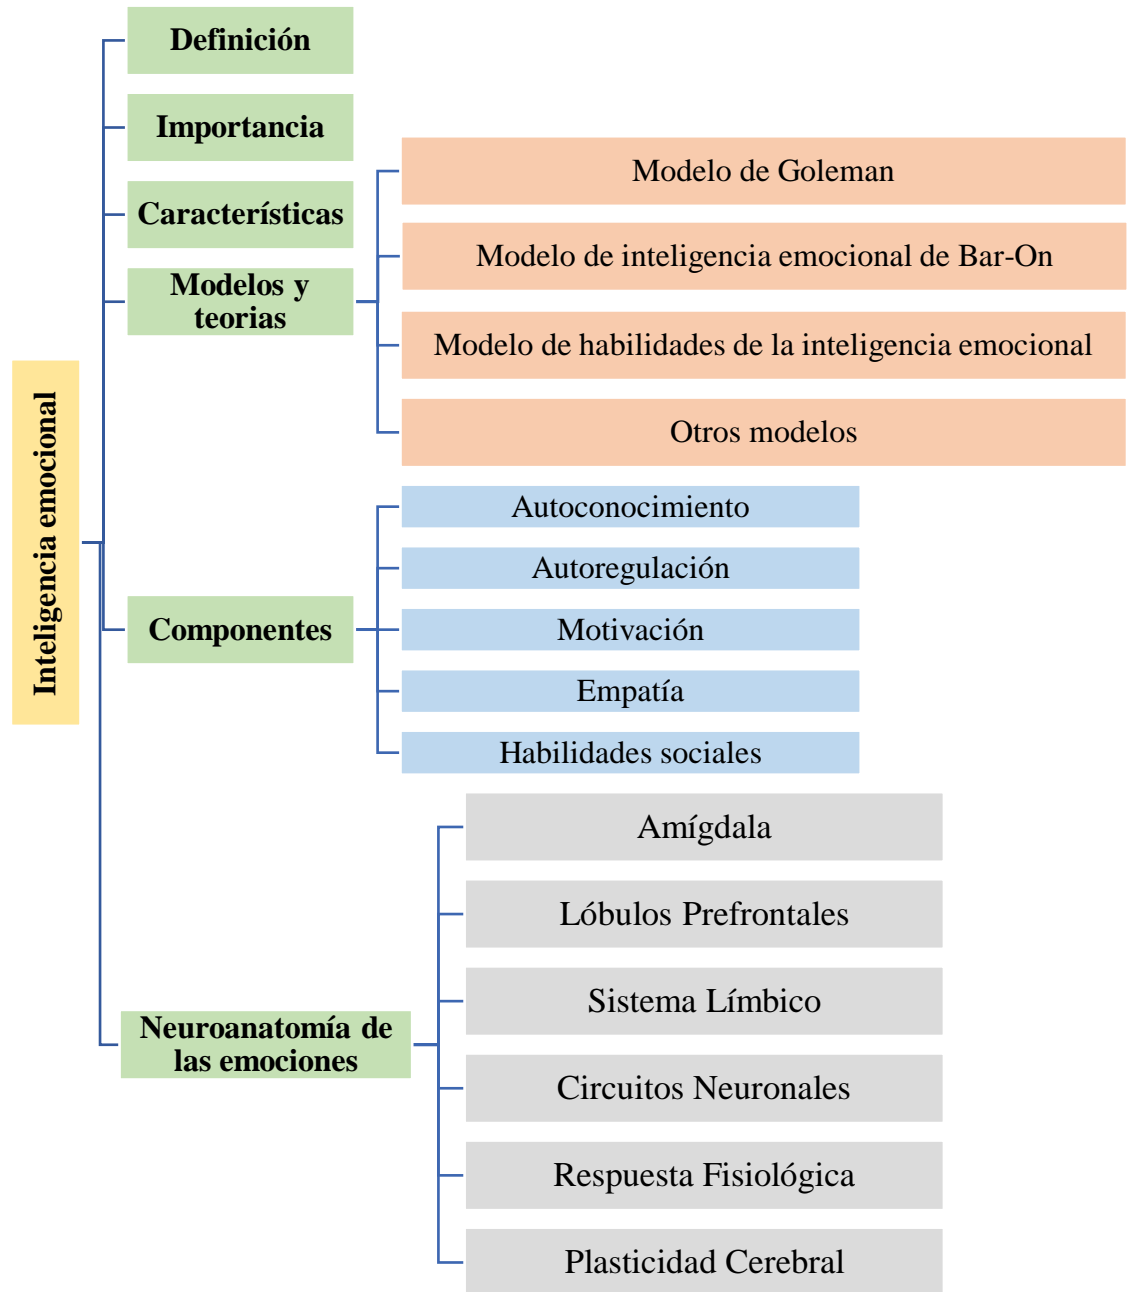 Inteligencia emocional
Definición
Importancia
Características
Modelos y
teorias
Modelo de Goleman
Modelo de inteligencia emocional de Bar-On
Modelo de habilidades de la inteligencia emocional
Otros modelos
Componentes
Autoconocimiento
Autoregulación
Motivación
Empatía
Habilidades sociales
Neuroanatomía de
las emociones
Amígdala
Lóbulos Prefrontales
Sistema Límbico
Circuitos Neuronales
Respuesta Fisiológica
Plasticidad Cerebral